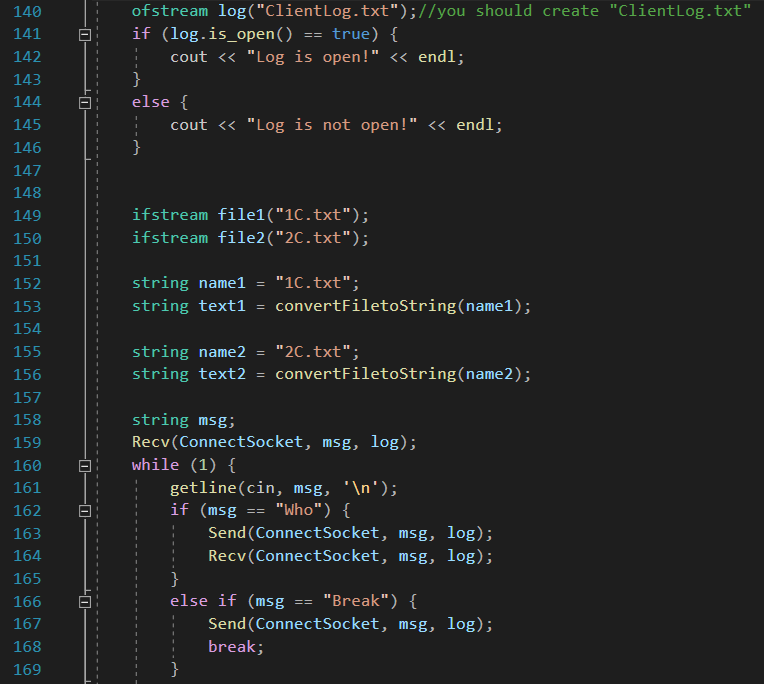 140 ofstream log("ClientLog.txt");//you should create "ClientLog.txt"
141 if (log.is_open() == true) {
142 cout << "Log is open!" << endl;
143 }
144 else {
145 cout << "Log is not open!" << endl;
146 }
147
148
149 ifstream file1("1C.txt");
150 ifstream file2("2C.txt");
151
152 string name1 = "1C.txt";
153 string text1 = convertFiletoString(name1);
154
155 string name2 = "2C.txt";
156 string text2 = convertFiletoString(name2);
157
158 string msg;
159 Recv(ConnectSocket, msg, log);
160 while (1) {
161 getline(cin, msg, '\n');
162 if (msg == "Who") {
163 Send(ConnectSocket, msg, log);
164 Recv(ConnectSocket, msg, log);
165 }
166 else if (msg == "Break") {
167 Send(ConnectSocket, msg, log);
168 break;
169 }